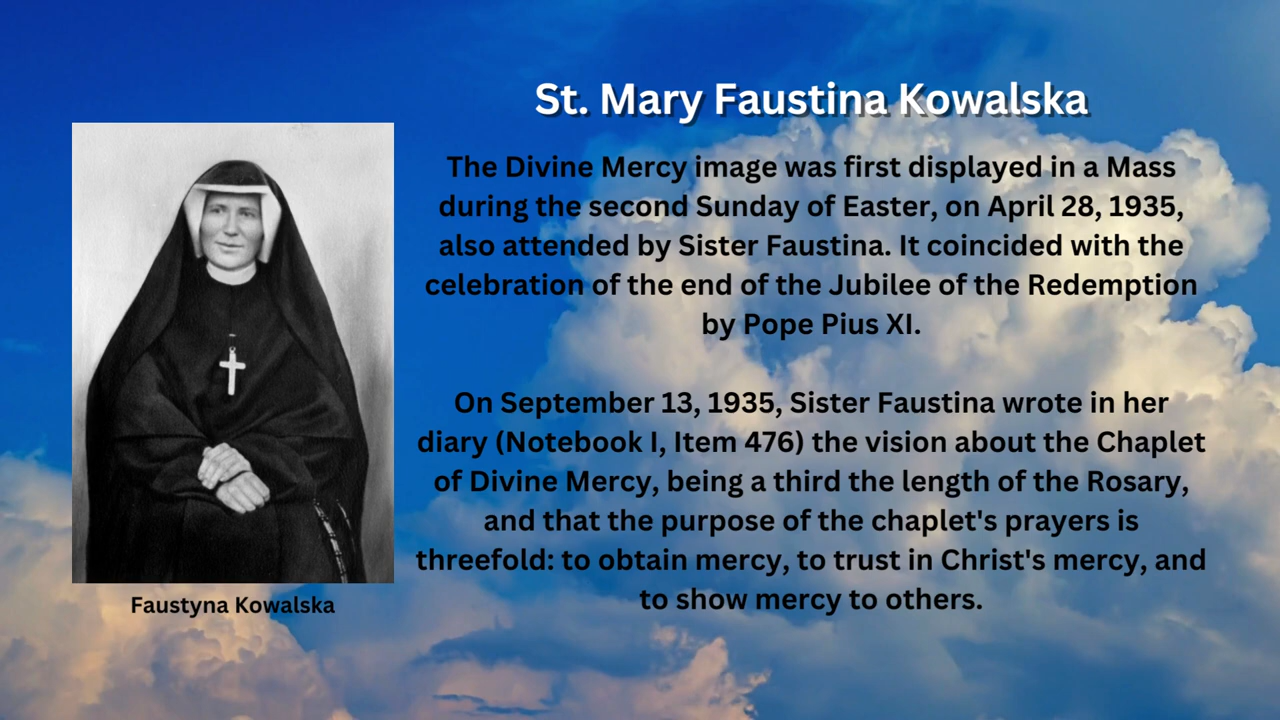 St. Mary Faustina Kowalska
The Divine Mercy image was first displayed in a Mass
during the second Sunday of Easter, on April 28, 1935,
also attended by Sister Faustina. It coincided with the
celebration of the end of the Jubilee of the Redemption
by Pope Pius XI.
On September 13, 1935, Sister Faustina wrote in her
diary (Notebook I, Item 476) the vision about the Chaplet
of Divine Mercy, being a third the length of the Rosary,
and that the purpose of the chaplet's prayers is
threefold: to obtain mercy, to trust in Christ's mercy, and
to show mercy to others.
Faustyna Kowalska